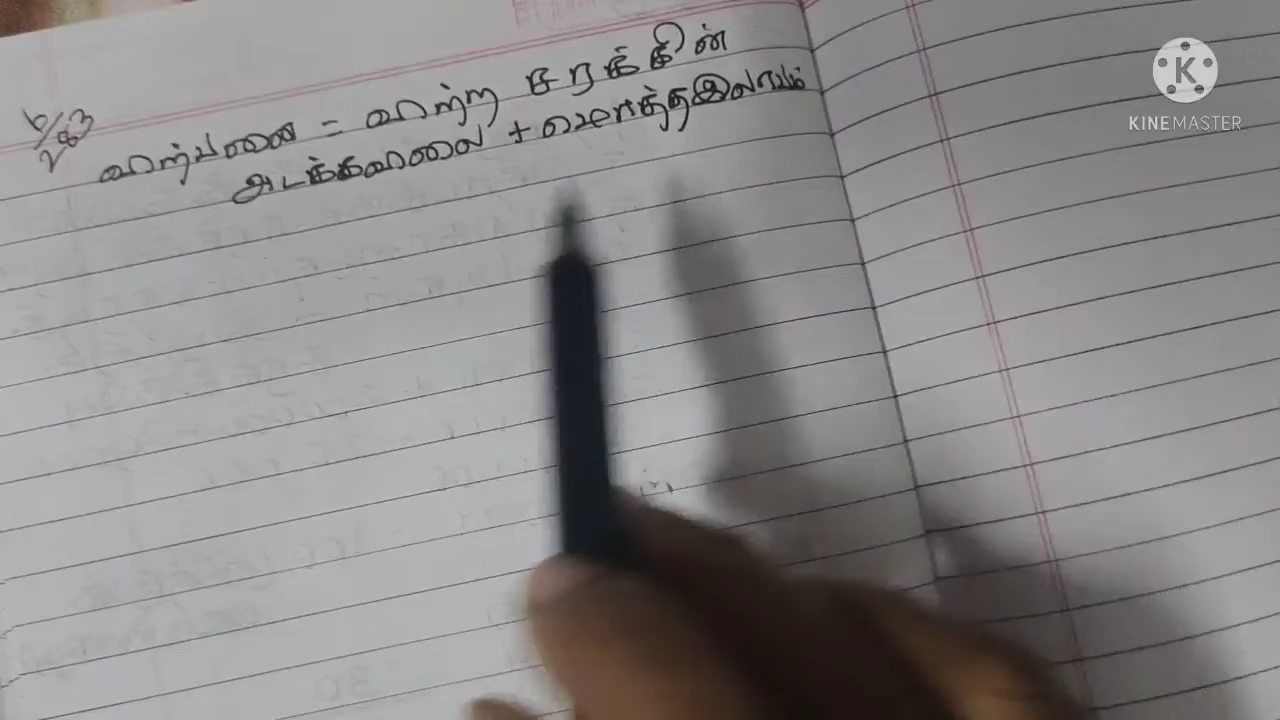 விற்பனை = விற்ற சரக்கின்
அடக்கவிலை + மொத்தஇலாபம்
KINEMASTER